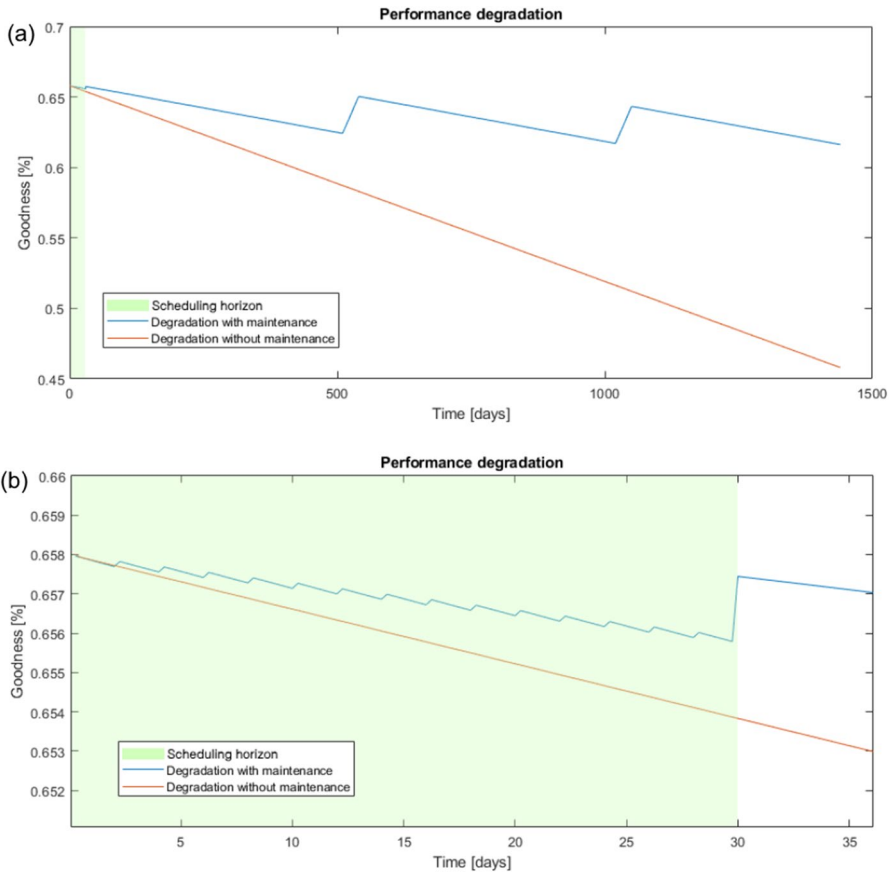 (a)
Performance degradation
0.7
0.65
0.6
0.55
0.5
0.45
Goodness [%]
Scheduling horizon
Degradation with maintenance
Degradation without maintenance
0
500
1000
1500
Time [days]
(b)
Performance degradation
0.66
0.659
0.658
0.657
0.656
0.655
0.654
0.653
0.652
Goodness [%]
Scheduling horizon
Degradation with maintenance
Degradation without maintenance
5
10
15
20
25
30
35
Time [days]